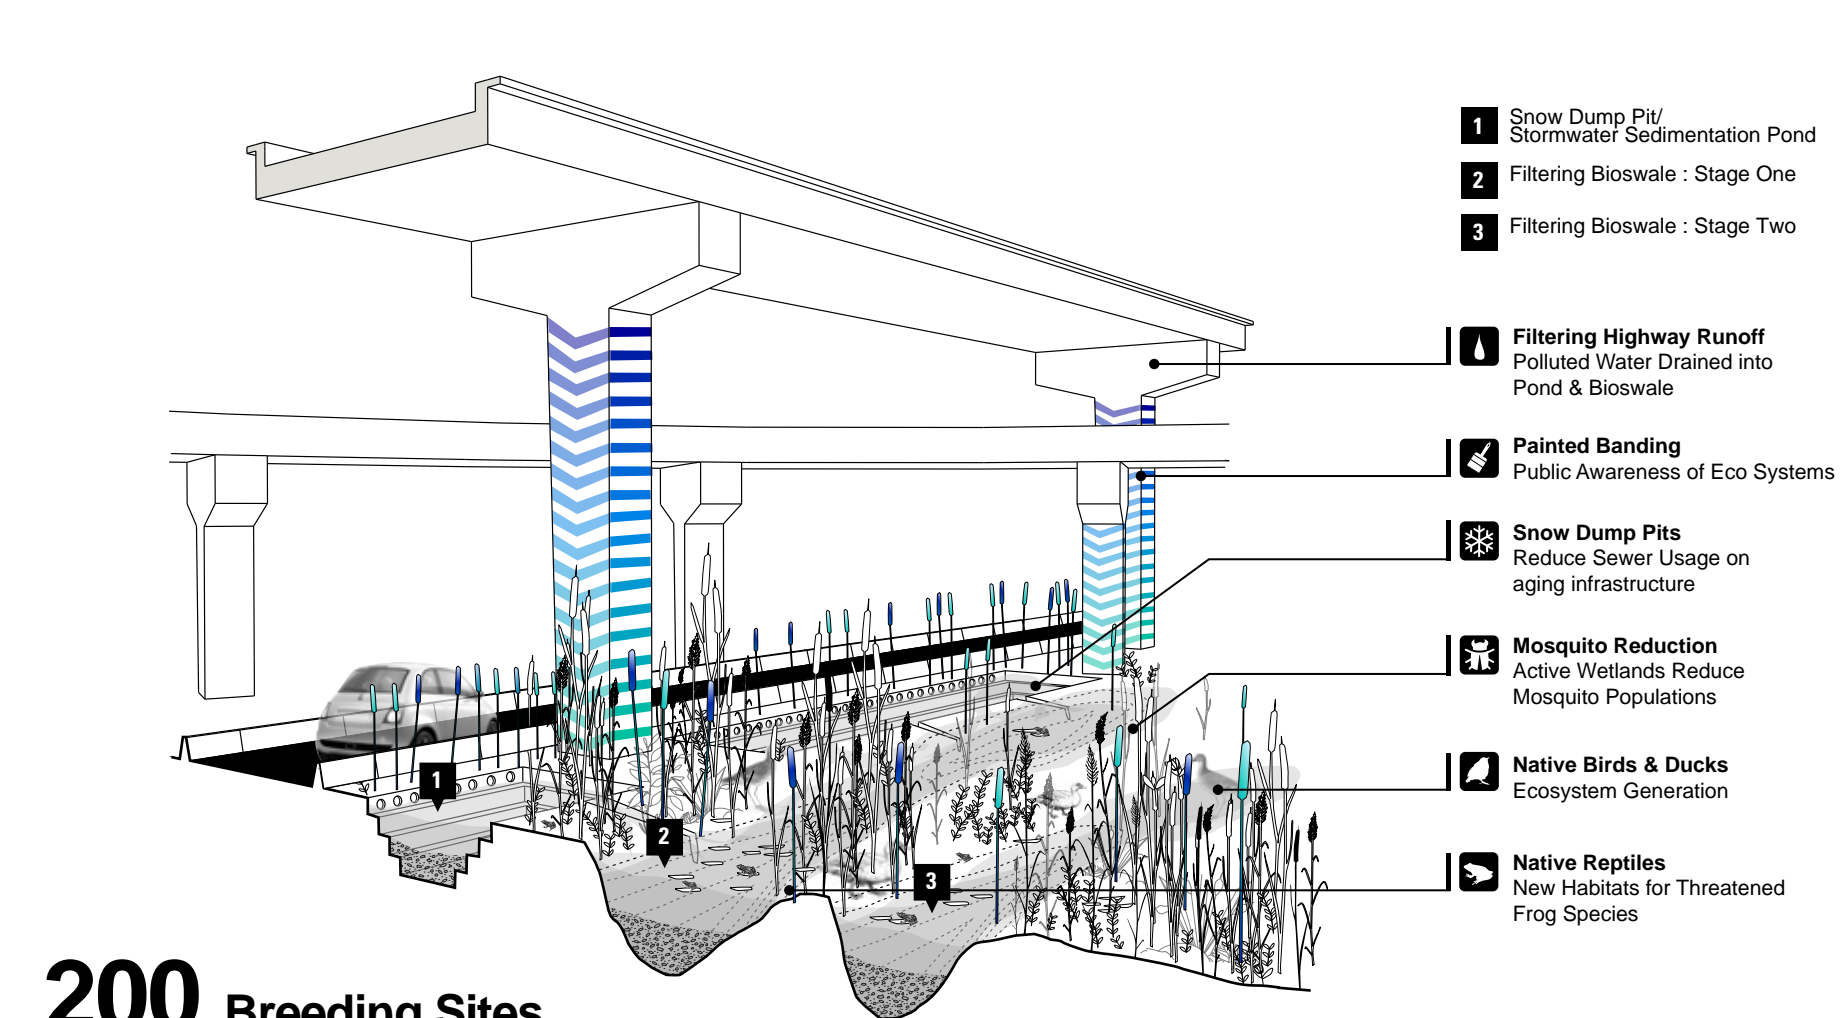 1 Snow Dump Pit/
Stormwater Sedimentation Pond
2 Filtering Bioswale : Stage One
3 Filtering Bioswale : Stage Two
Filtering Highway Runoff
Polluted Water Drained into
Pond & Bioswale
Painted Banding
Public Awareness of Eco Systems
Snow Dump Pits
Reduce Sewer Usage on
aging infrastructure
Mosquito Reduction
Active Wetlands Reduce
Mosquito Populations
Native Birds & Ducks
Ecosystem Generation
Native Reptiles
New Habitats for Threatened
Frog Species
1
2
3
200 Breeding Sites